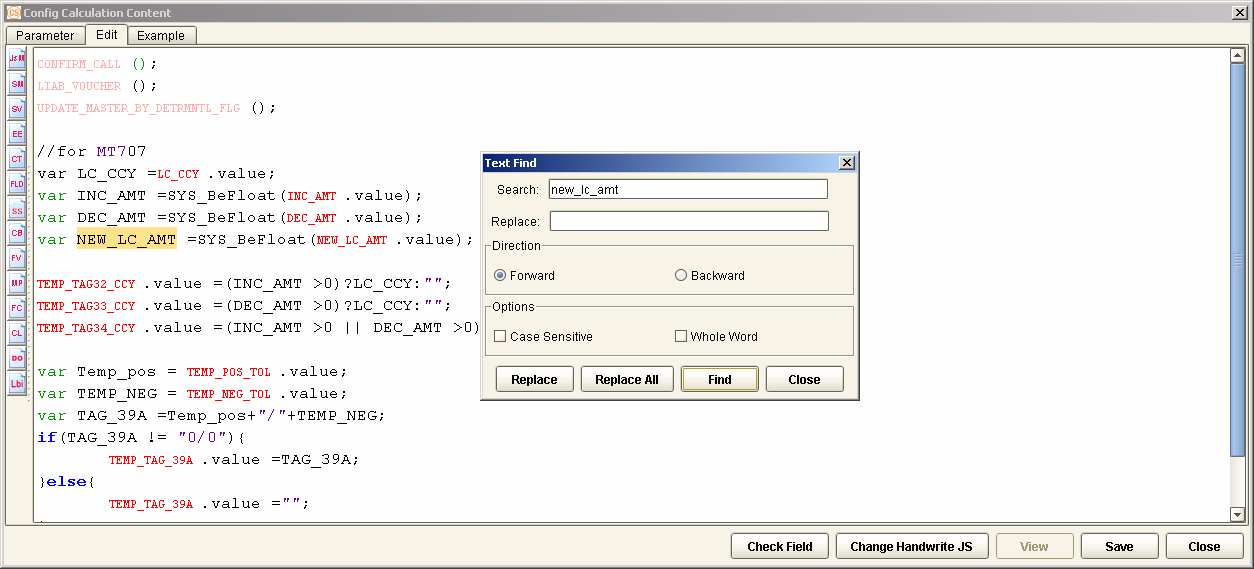 Config Calculation Content
Parameter Edit Example
CONFIRM_CALL ();
LIAB_VOUCHER ();
UPDATE_MASTER_BY_DETRMNTL_FLG ();
//for MT707
var LC_CCY =LC_CCY .value;
var INC_AMT =SYS_BeFloat(INC_AMT .value);
var DEC_AMT =SYS_BeFloat(DEC_AMT .value);
var NEW_LC_AMT =SYS_BeFloat(NEW_LC_AMT .value);
TEMP_TAG32_CCY .value =(INC_AMT >0)?LC_CCY:"";
TEMP_TAG33_CCY .value =(DEC_AMT >0)?LC_CCY:"";
TEMP_TAG34_CCY .value =(INC_AMT >0 || DEC_AMT >0)
var Temp_pos = TEMP_POS_TOL .value;
var TEMP_NEG = TEMP_NEG_TOL .value;
var TAG_39A =Temp_pos+"/"+TEMP_NEG;
if(TAG_39A != "0/0"){
TEMP_TAG_39A .value =TAG_39A;
}else{
TEMP_TAG_39A .value ="";
JSM
SM
SV
EE
CT
FLD
SS
CB
FV
MP
FC
CL
DO
Lbi
Text Find
Search: new_lc_amt
Replace:
Direction
Forward Backward
Options
Case Sensitive Whole Word
Replace Replace All Find Close
Check Field Change Handwrite JS View Save Close